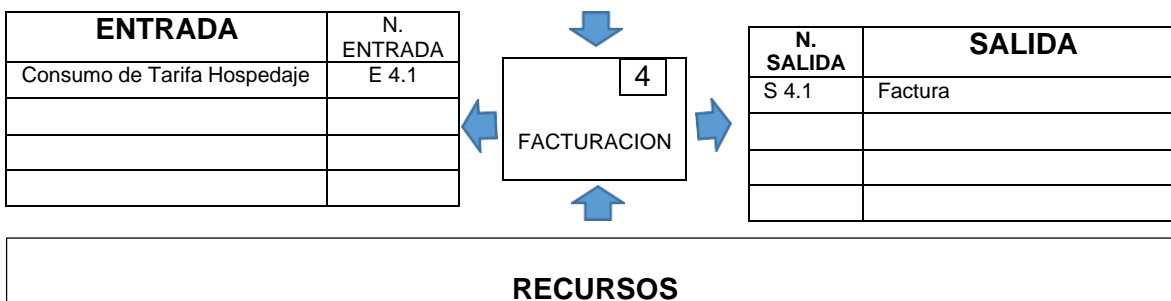 ENTRADA
N.
ENTRADA
Consumo de Tarifa Hospedaje
E 4.1
4
FACTURACION
N.
SALIDA
SALIDA
S 4.1
Factura
RECURSOS